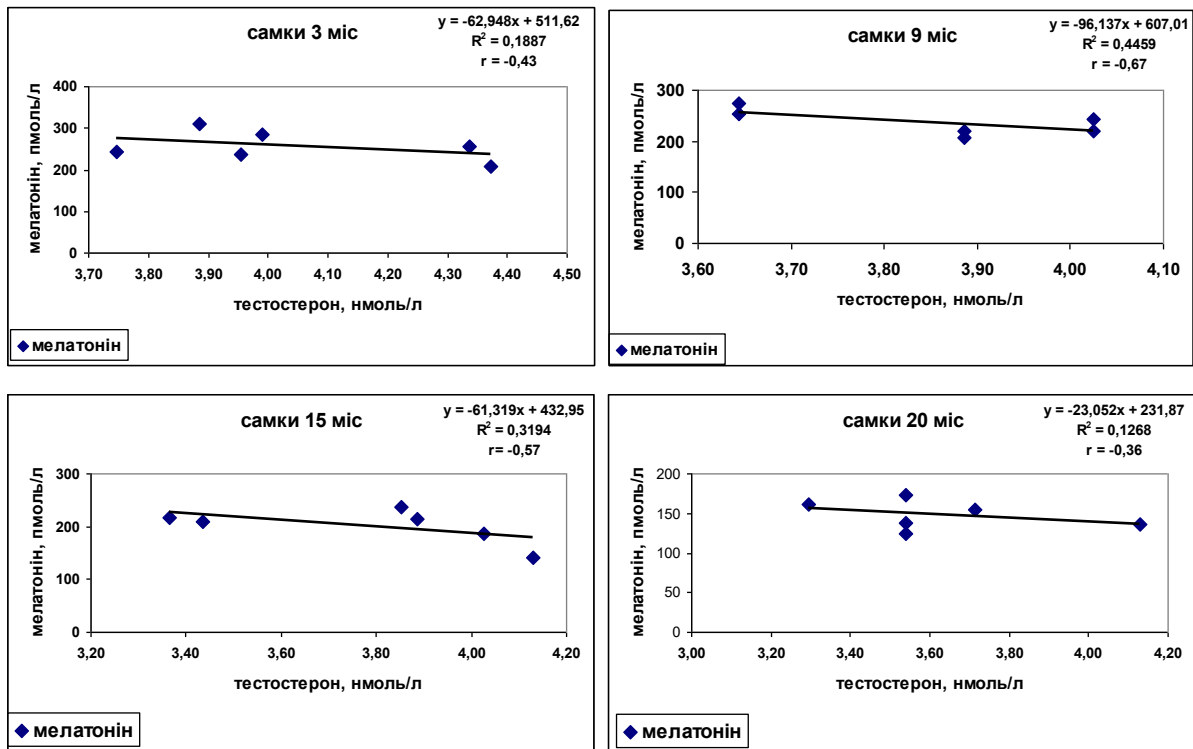 самки 3 міс
y = -62,948x + 511,62
R² = 0,1887
r = -0,43
мелатонін, пмоль/л
400
300
200
100
0
3,70 3,80 3,90 4,00 4,10 4,20 4,30 4,40 4,50
тестостерон, нмоль/л
мелатонін
самки 9 міс
y = -96,137x + 607,01
R² = 0,4459
r = -0,67
мелатонін, пмоль/л
300
200
100
0
3,60 3,70 3,80 3,90 4,00 4,10
тестостерон, нмоль/л
мелатонін
самки 15 міс
y = -61,319x + 432,95
R² = 0,3194
r= -0,57
мелатонін, пмоль/л
300
200
100
0
3,20 3,40 3,60 3,80 4,00 4,20
тестостерон, нмоль/л
мелатонін
самки 20 міс
y = -23,052x + 231,87
R² = 0,1268
r = -0,36
мелатонін, пмоль/л
200
150
100
50
0
3,00 3,20 3,40 3,60 3,80 4,00 4,20
тестостерон, нмоль/л
мелатонін